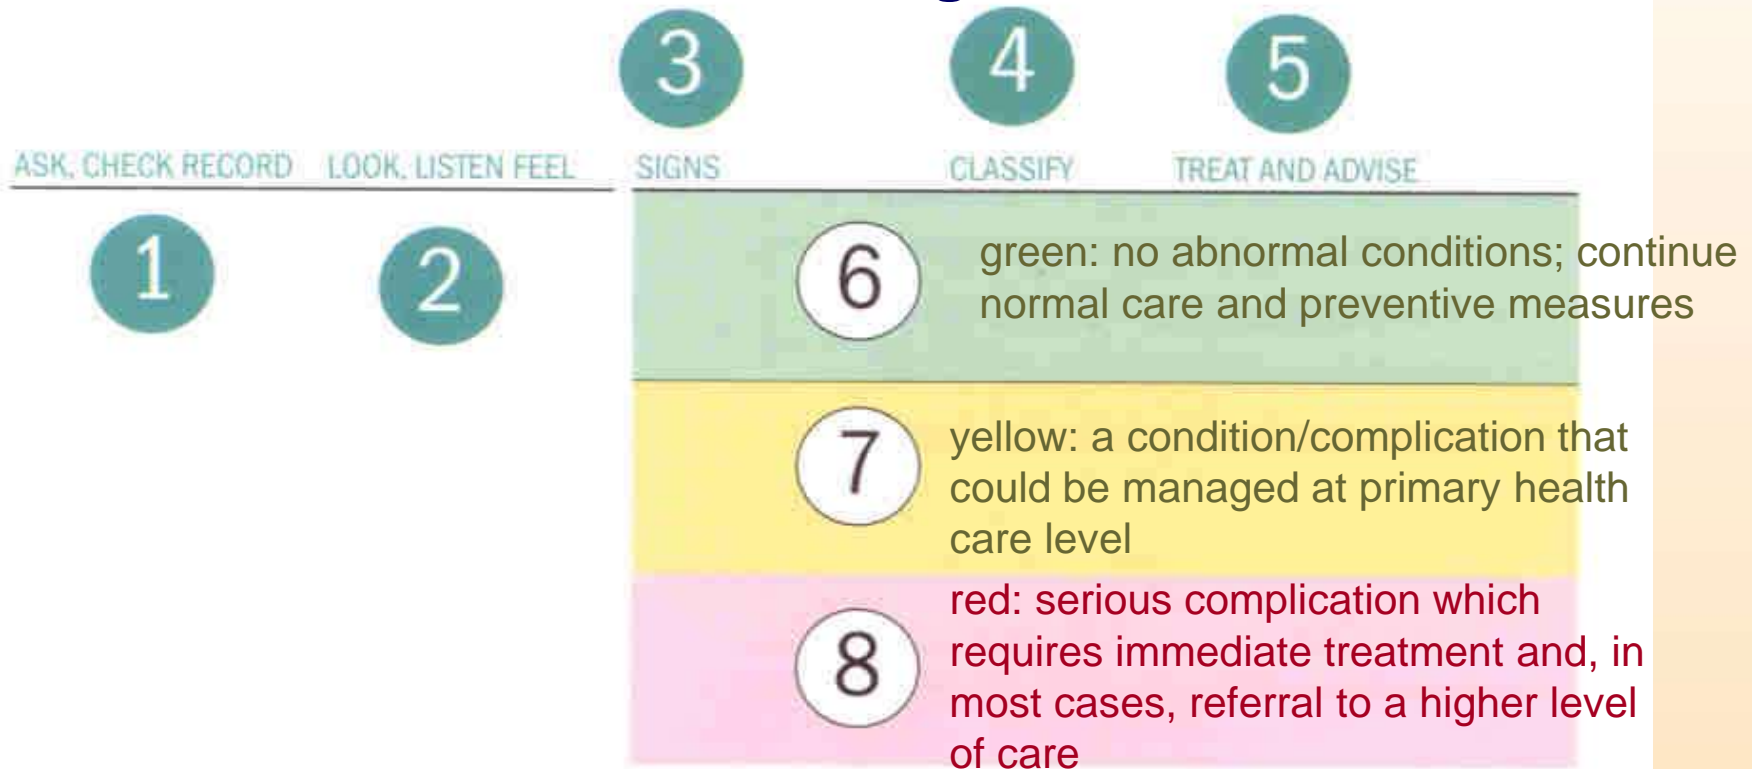 3 4 5
ASK, CHECK RECORD LOOK, LISTEN FEEL SIGNS CLASSIFY TREAT AND ADVISE
1 2
6 green: no abnormal conditions; continue
normal care and preventive measures
7 yellow: a condition/complication that
could be managed at primary health
care level
8 red: serious complication which
requires immediate treatment and, in
most cases, referral to a higher level
of care